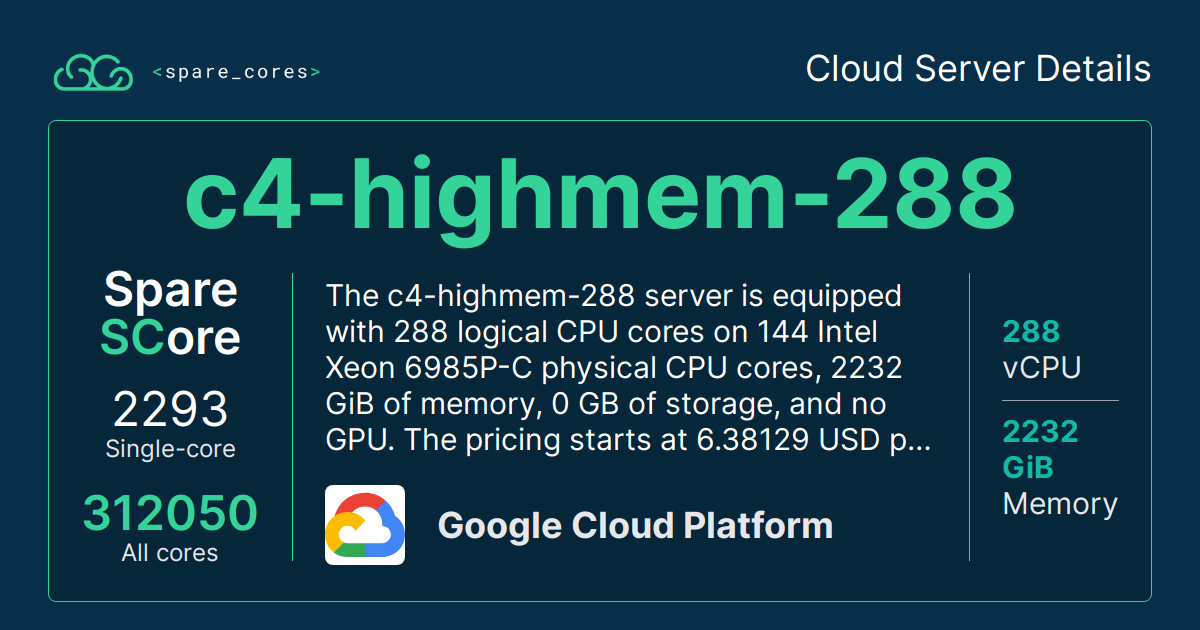 <spare_cores>
Cloud Server Details
c4-highmem-288
Spare
SCore
2293
Single-core
312050
All cores
The c4-highmem-288 server is equipped
with 288 logical CPU cores on 144 Intel
Xeon 6985P-C physical CPU cores, 2232
GiB of memory, 0 GB of storage, and no
GPU. The pricing starts at 6.38129 USD p...
Google Cloud Platform
288
vCPU
2232
GiB
Memory